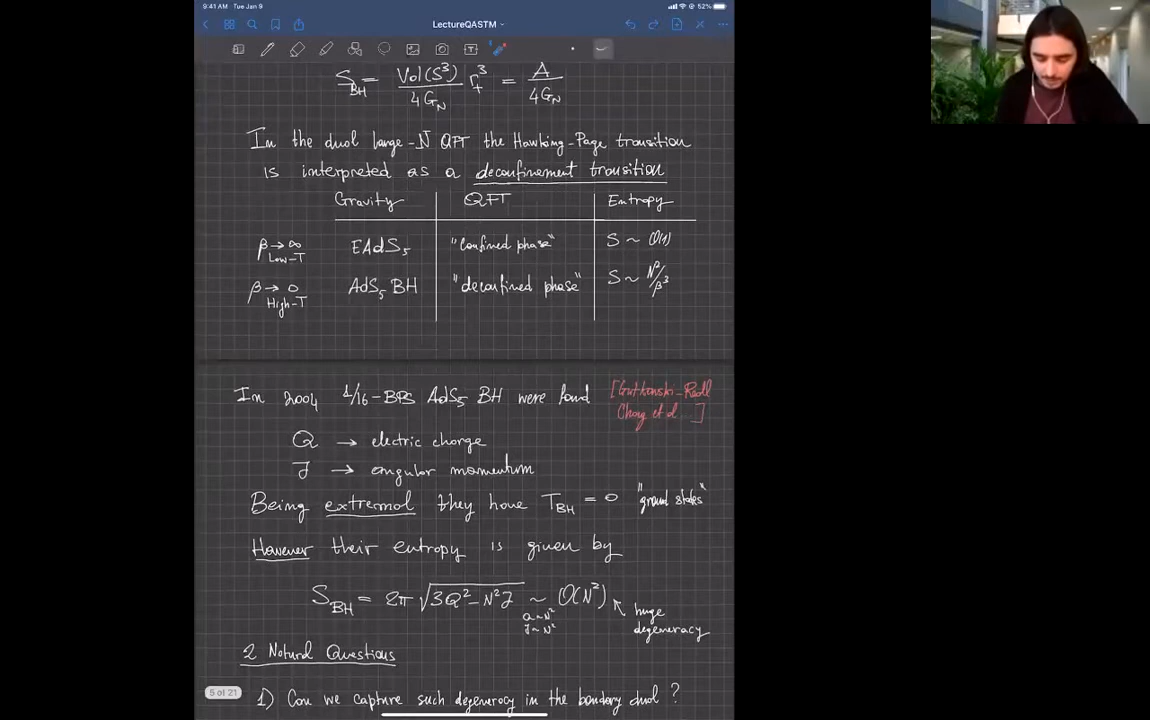 9:41 AM Tue Jan 9
52%
LectureQASTM
S_BH = Vol(S³)/4G_N r₊³ = A/4G_N
In the dual large-N QFT the Hawking-Page transition
is interpreted as a deconfinement transition
Gravity QFT Entropy
β → ∞ Low-T EAdS₅ "confined phase" S ~ O(1)
β → 0 High-T AdS₅ BH "deconfined phase" S ~ N²/β³
In 2004 1/16-BPS AdS₅ BH were found [Gutkowski-Reall
Chong et al ...]
Q → electric charge
J → angular momentum
Being extremal they have T_BH = 0 "ground states"
However their entropy is given by
S_BH = 2π √(3Q² - N²J) ~ O(N²)
Q ~ N²
J ~ N²
huge
degeneracy
2 Natural Questions
5 of 21
1) Can we capture such degeneracy in the boundary dual ?